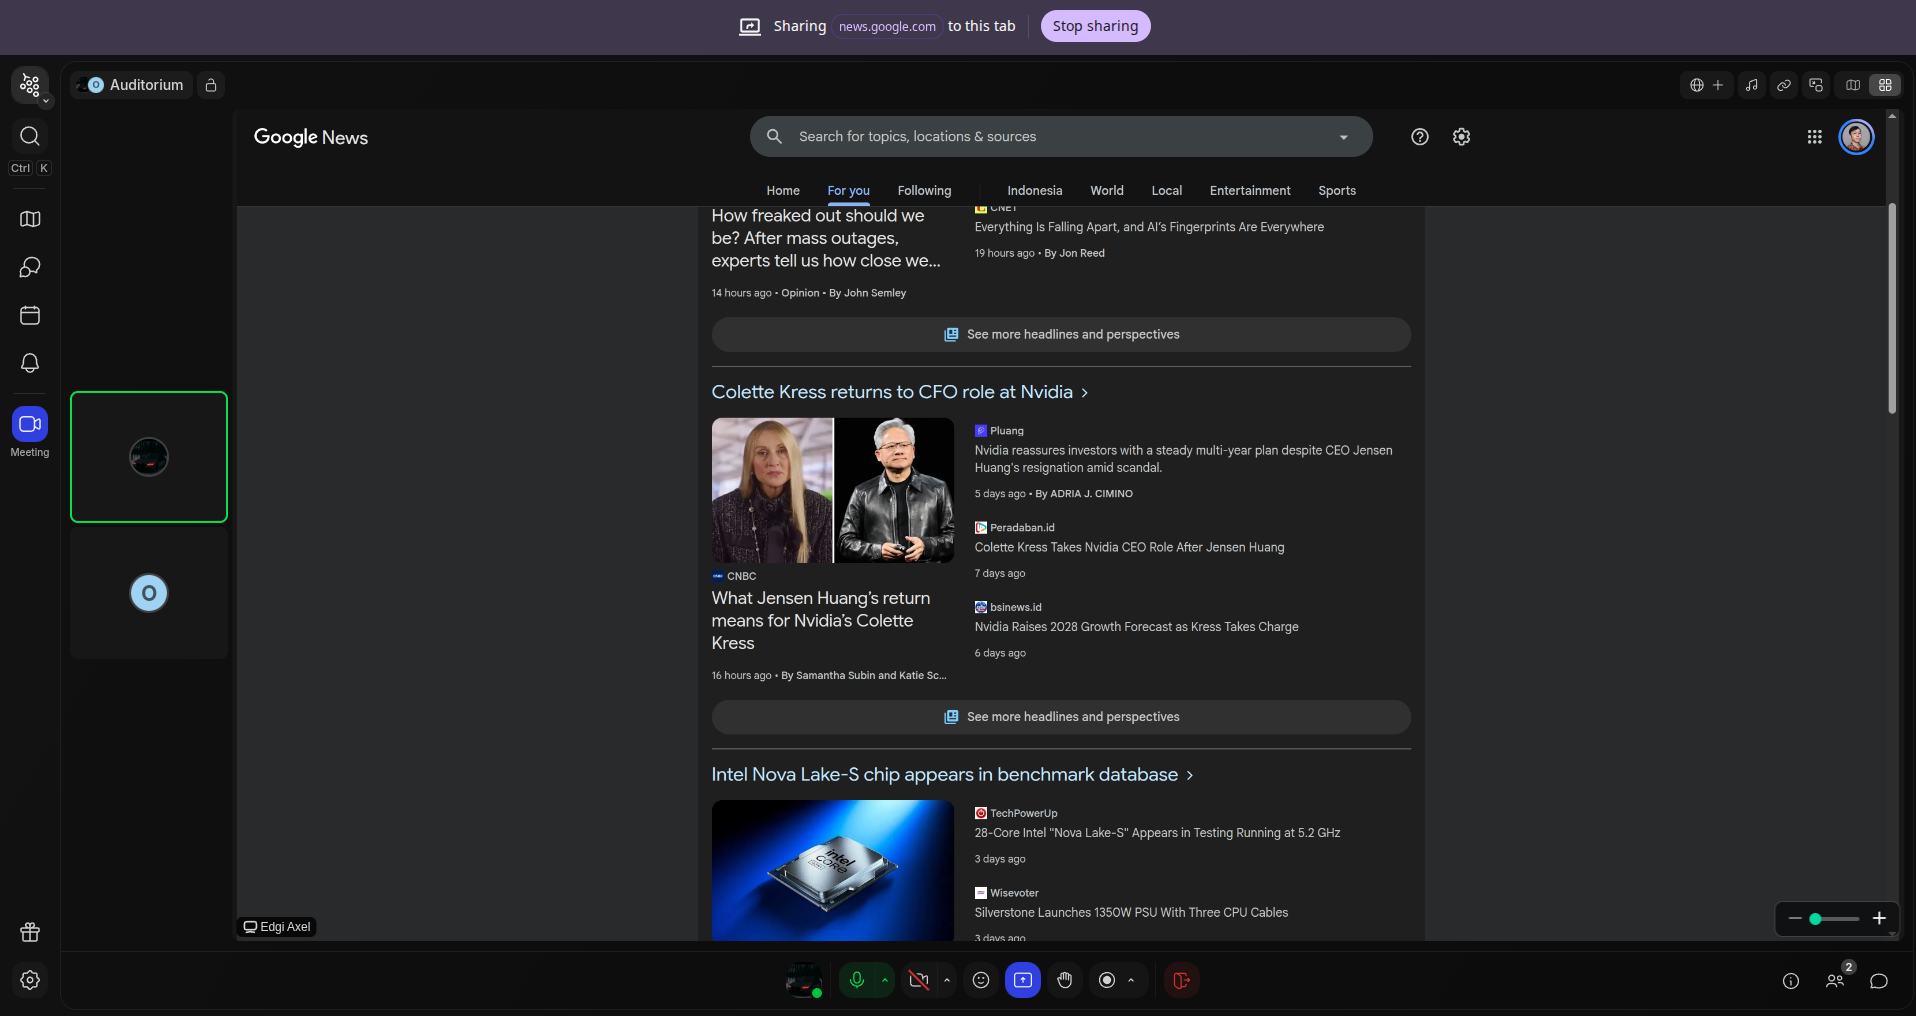 Sharing news.google.com to this tab Stop sharing
O Auditorium
Ctrl K
Meeting
O
Google News
Search for topics, locations & sources
Home For you Following Indonesia World Local Entertainment Sports
How freaked out should we
be? After mass outages,
experts tell us how close we...
14 hours ago • Opinion • By John Semley
CNET
Everything Is Falling Apart, and AI's Fingerprints Are Everywhere
19 hours ago • By Jon Reed
See more headlines and perspectives
Colette Kress returns to CFO role at Nvidia >
CNBC
What Jensen Huang's return
means for Nvidia's Colette
Kress
16 hours ago • By Samantha Subin and Katie Sc...
Pluang
Nvidia reassures investors with a steady multi-year plan despite CEO Jensen
Huang's resignation amid scandal.
5 days ago • By ADRIA J. CIMINO
Peradaban.id
Colette Kress Takes Nvidia CEO Role After Jensen Huang
7 days ago
bsinews.id
Nvidia Raises 2028 Growth Forecast as Kress Takes Charge
6 days ago
See more headlines and perspectives
Intel Nova Lake-S chip appears in benchmark database >
intel
CORE
TechPowerUp
28-Core Intel "Nova Lake-S" Appears in Testing Running at 5.2 GHz
3 days ago
Wisevoter
Silverstone Launches 1350W PSU With Three CPU Cables
3 days ago
Edgi Axel
2